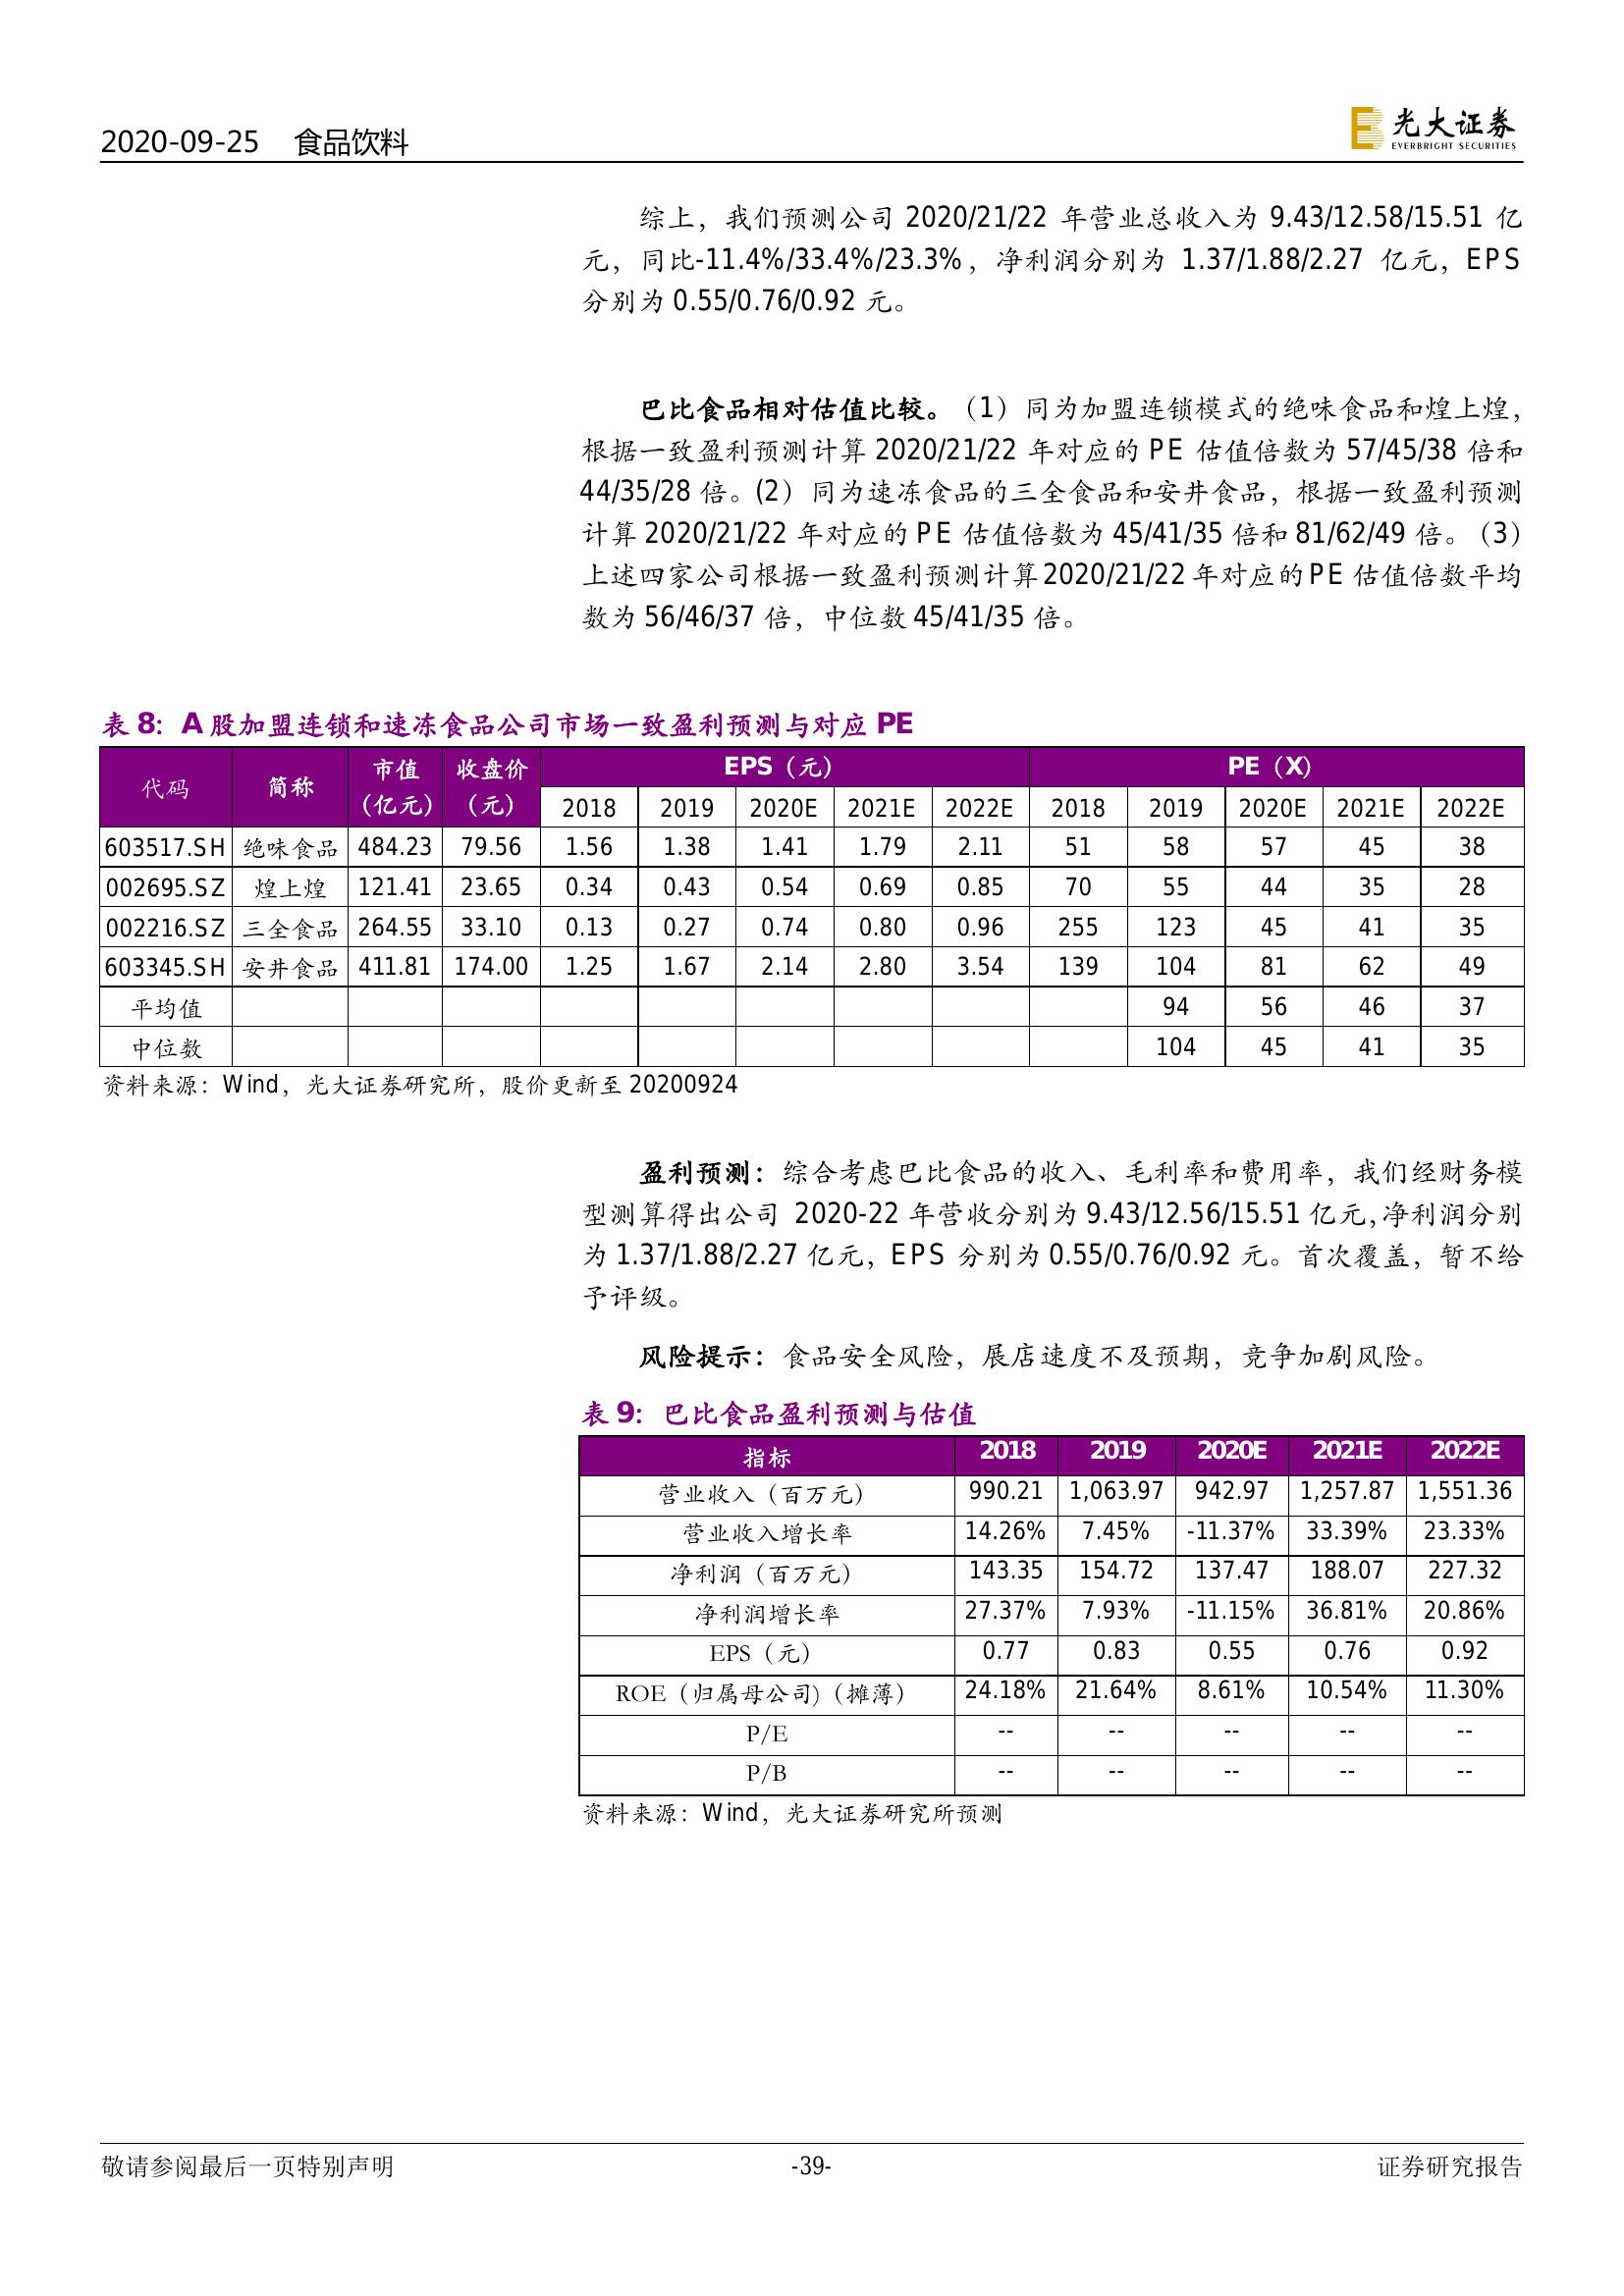 2020-09-25 食品饮料
光大证券
EVERBRIGHT SECURITIES
综上，我们预测公司 2020/21/22 年营业总收入为 9.43/12.58/15.51 亿
元，同比-11.4%/33.4%/23.3%，净利润分别为 1.37/1.88/2.27 亿元，EPS
分别为 0.55/0.76/0.92 元。
巴比食品相对估值比较。（1）同为加盟连锁模式的绝味食品和煌上煌，
根据一致盈利预测计算 2020/21/22 年对应的 PE 估值倍数为 57/45/38 倍和
44/35/28 倍。(2）同为速冻食品的三全食品和安井食品，根据一致盈利预测
计算 2020/21/22 年对应的 PE 估值倍数为 45/41/35 倍和 81/62/49 倍。（3）
上述四家公司根据一致盈利预测计算 2020/21/22 年对应的 PE 估值倍数平均
数为 56/46/37 倍，中位数 45/41/35 倍。
表 8：A 股加盟连锁和速冻食品公司市场一致盈利预测与对应 PE
代码 简称 市值（亿元） 收盘价（元） EPS（元） PE（X）
2018 2019 2020E 2021E 2022E 2018 2019 2020E 2021E 2022E
603517.SH 绝味食品 484.23 79.56 1.56 1.38 1.41 1.79 2.11 51 58 57 45 38
002695.SZ 煌上煌 121.41 23.65 0.34 0.43 0.54 0.69 0.85 70 55 44 35 28
002216.SZ 三全食品 264.55 33.10 0.13 0.27 0.74 0.80 0.96 255 123 45 41 35
603345.SH 安井食品 411.81 174.00 1.25 1.67 2.14 2.80 3.54 139 104 81 62 49
平均值 94 56 46 37
中位数 104 45 41 35
资料来源：Wind，光大证券研究所，股价更新至 20200924
盈利预测：综合考虑巴比食品的收入、毛利率和费用率，我们经财务模
型测算得出公司 2020-22 年营收分别为 9.43/12.56/15.51 亿元,净利润分别
为 1.37/1.88/2.27 亿元，EPS 分别为 0.55/0.76/0.92 元。首次覆盖，暂不给
予评级。
风险提示：食品安全风险，展店速度不及预期，竞争加剧风险。
表 9：巴比食品盈利预测与估值
指标 2018 2019 2020E 2021E 2022E
营业收入（百万元） 990.21 1,063.97 942.97 1,257.87 1,551.36
营业收入增长率 14.26% 7.45% -11.37% 33.39% 23.33%
净利润（百万元） 143.35 154.72 137.47 188.07 227.32
净利润增长率 27.37% 7.93% -11.15% 36.81% 20.86%
EPS（元） 0.77 0.83 0.55 0.76 0.92
ROE（归属母公司)（摊薄） 24.18% 21.64% 8.61% 10.54% 11.30%
P/E -- -- -- -- --
P/B -- -- -- -- --
资料来源：Wind，光大证券研究所预测
敬请参阅最后一页特别声明 -39- 证券研究报告